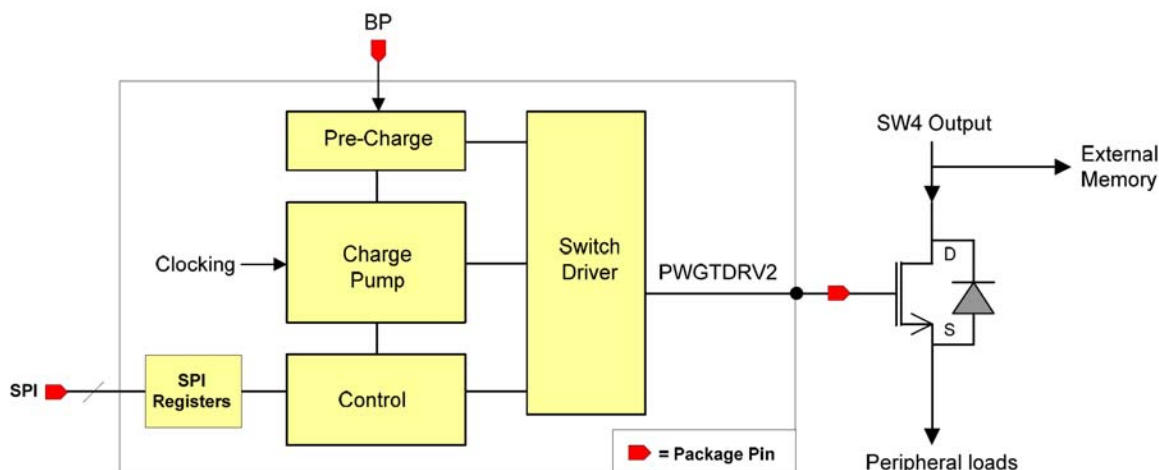 BP
Pre-Charge
SW4 Output
External
Memory
Clocking
Charge
Pump
Switch
Driver
PWGTDRV2
D
S
SPI
SPI
Registers
Control
= Package Pin
Peripheral loads